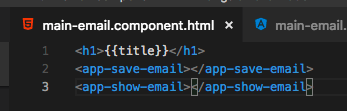 main-email.component.html
main-email
1 <h1>{{title}}</h1>
2 <app-save-email></app-save-email>
3 <app-show-email></app-show-email>